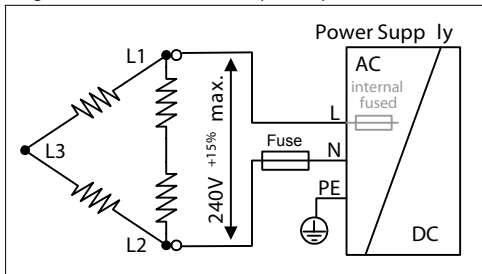 Power Supp ly
L1
AC
internal
fused
L
240V +15% max.
Fuse
N
L3
PE
L2
DC